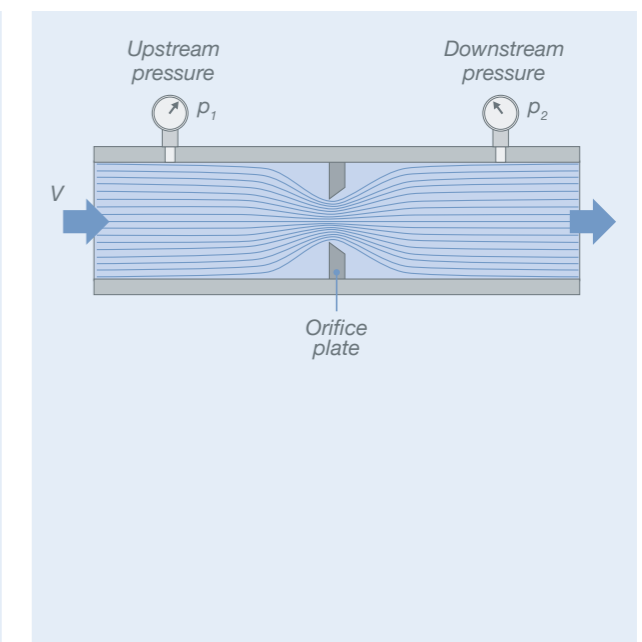 Upstream
pressure
Downstream
pressure
p1
p2
V
Orifice
plate